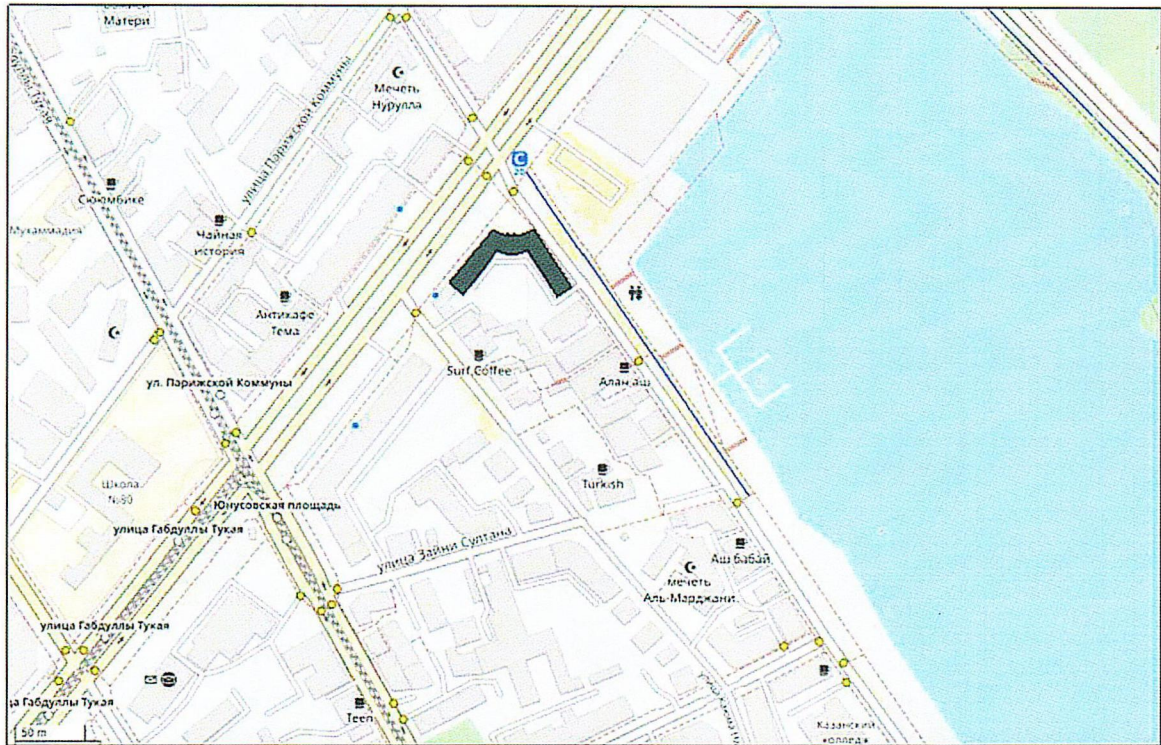 Матери
Мечеть
Нурулла
улица Парижской Коммуны
Сююмбике
Чайная
история
Антикафе
Тема
ул. Парижской Коммуны
Surf Coffee
Алан аш
Turkish
Школа
№80
Юнусовская площадь
улица Габдуллы Тукая
улица Зайни Султана
Аш бабай
мечеть
Аль-Марджани
улица Габдуллы Тукая
ца Габдуллы Тукая
Teen
Казанский
колледж
50 m